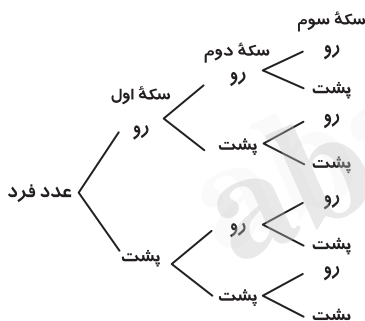 سکهٔ سوم
رو
سکهٔ دوم
رو
پشت
سکهٔ اول
رو
رو
پشت
پشت
عدد فرد
رو
رو
پشت
پشت
رو
پشت
پشت